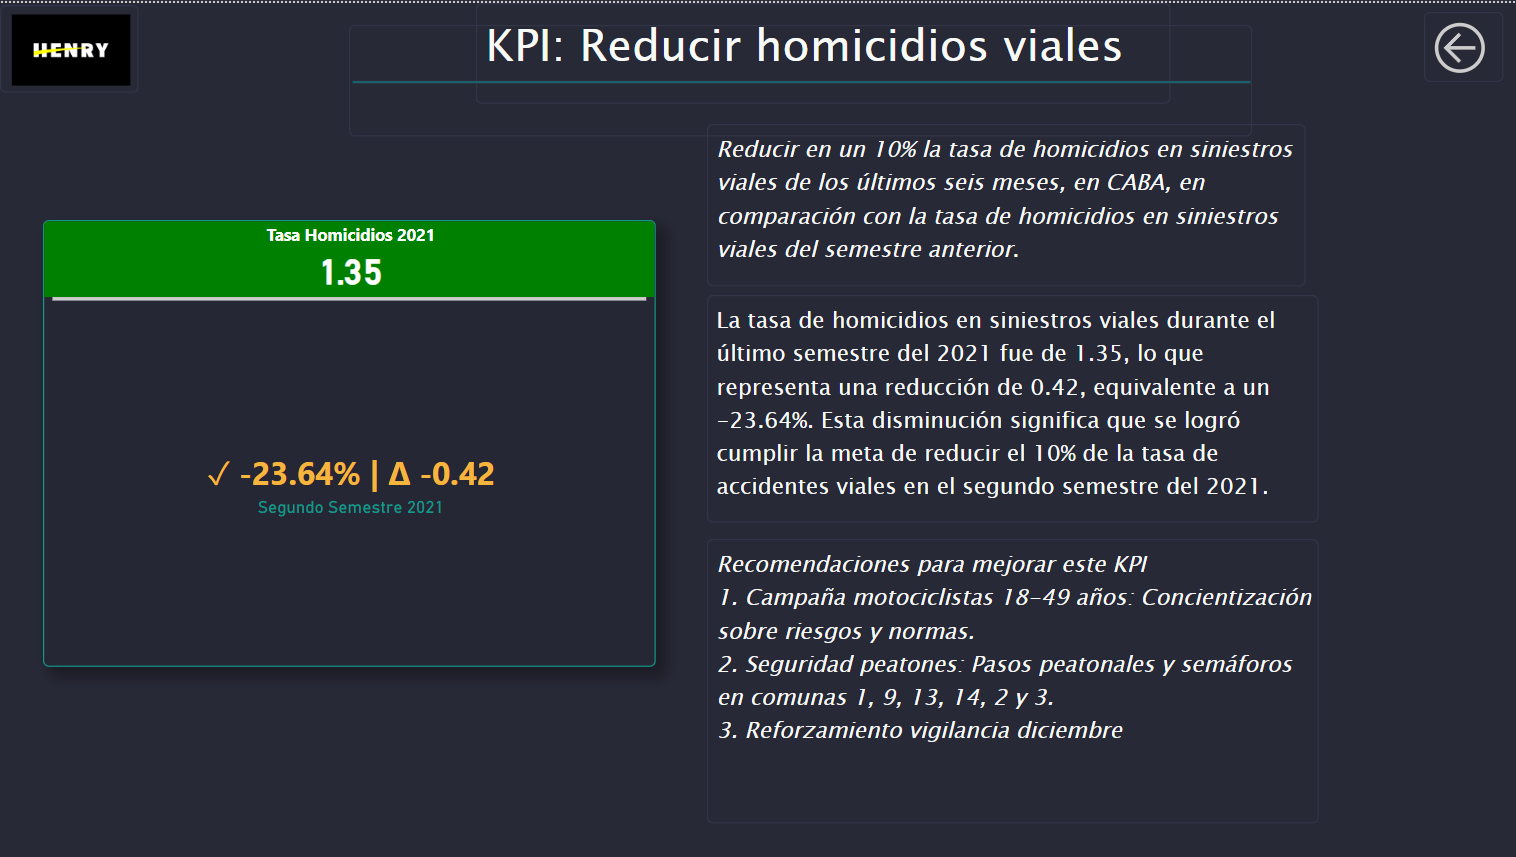 HENRY
KPI: Reducir homicidios viales
Tasa Homicidios 2021
1.35
✓ -23.64% | Δ -0.42
Segundo Semestre 2021
Reducir en un 10% la tasa de homicidios en siniestros
viales de los últimos seis meses, en CABA, en
comparación con la tasa de homicidios en siniestros
viales del semestre anterior.
La tasa de homicidios en siniestros viales durante el
último semestre del 2021 fue de 1.35, lo que
representa una reducción de 0.42, equivalente a un
-23.64%. Esta disminución significa que se logró
cumplir la meta de reducir el 10% de la tasa de
accidentes viales en el segundo semestre del 2021.
Recomendaciones para mejorar este KPI
1. Campaña motociclistas 18-49 años: Concientización
sobre riesgos y normas.
2. Seguridad peatones: Pasos peatonales y semáforos
en comunas 1, 9, 13, 14, 2 y 3.
3. Reforzamiento vigilancia diciembre